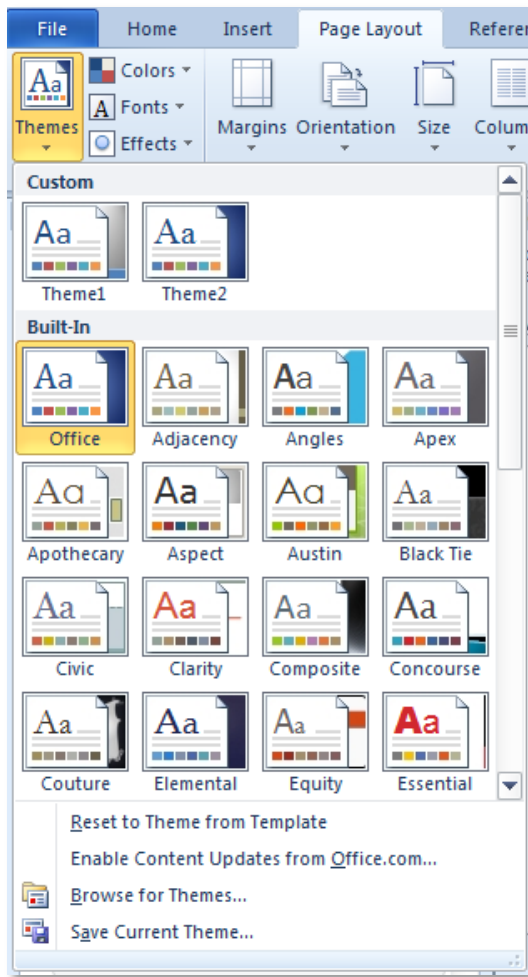 File Home Insert Page Layout Referer
Aa Colors
Themes A Fonts Margins Orientation Size Colum
Effects
Custom
Aa Aa
Theme1 Theme2
Built-In
Aa Aa Aa Aa
Office Adjacency Angles Apex
Aa Aa Aa Aa
Apothecary Aspect Austin Black Tie
Aa Aa Aa Aa
Civic Clarity Composite Concourse
Aa Aa Aa Aa
Couture Elemental Equity Essential
Reset to Theme from Template
Enable Content Updates from Office.com...
Browse for Themes...
Save Current Theme...